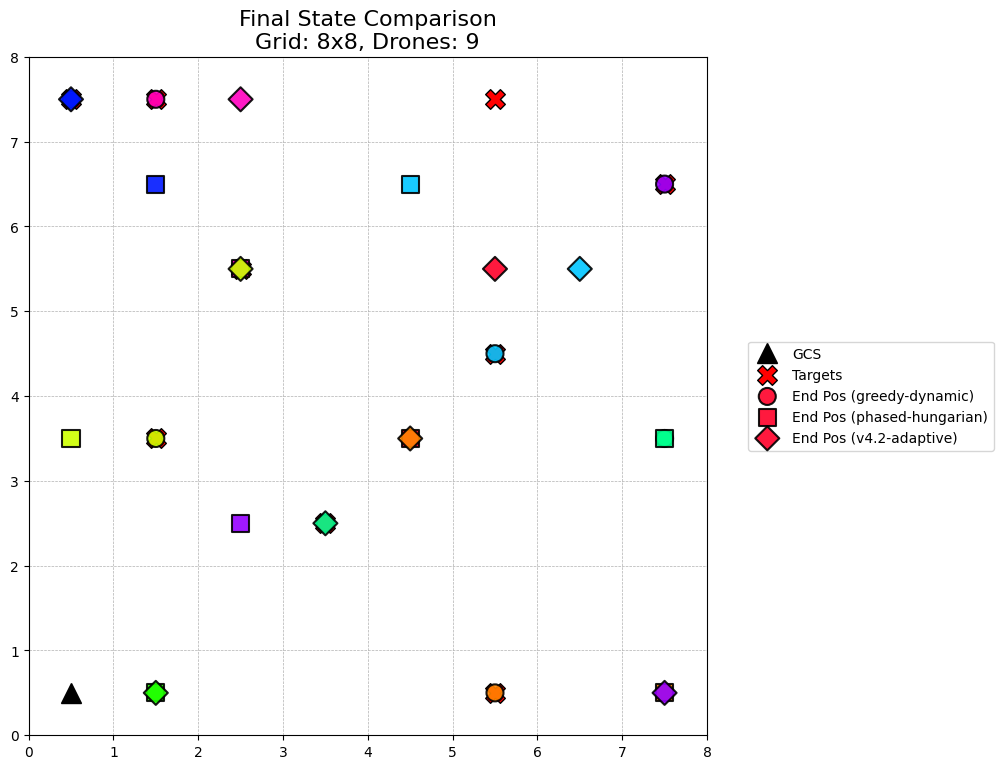 Final State Comparison
Grid: 8x8, Drones: 9
8
7
6
5
4
3
2
1
0
0 1 2 3 4 5 6 7 8
GCS
Targets
End Pos (greedy-dynamic)
End Pos (phased-hungarian)
End Pos (v4.2-adaptive)